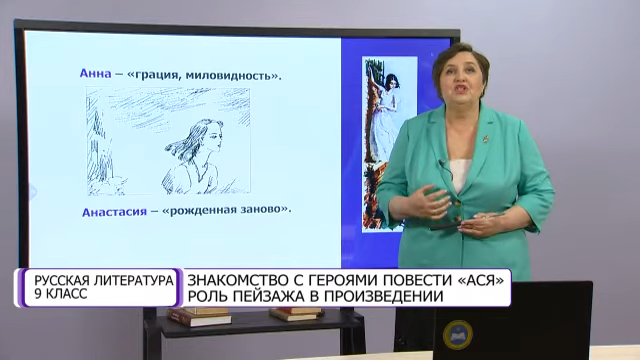 Анна – «грация, миловидность».
Анастасия – «рожденная заново».
РУССКАЯ ЛИТЕРАТУРА
9 КЛАСС
ЗНАКОМСТВО С ГЕРОЯМИ ПОВЕСТИ «АСЯ»
РОЛЬ ПЕЙЗАЖА В ПРОИЗВЕДЕНИИ